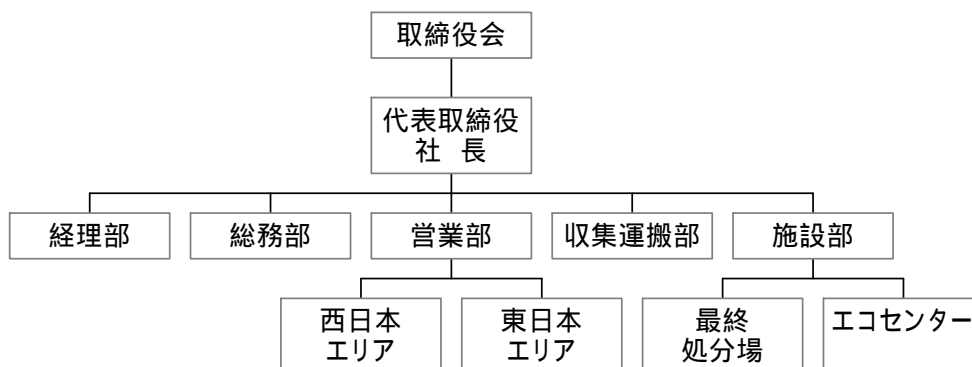 取締役会
代表取締役
社 長
経理部
総務部
営業部
収集運搬部
施設部
西日本
エリア
東日本
エリア
最終
処分場
エコセンター